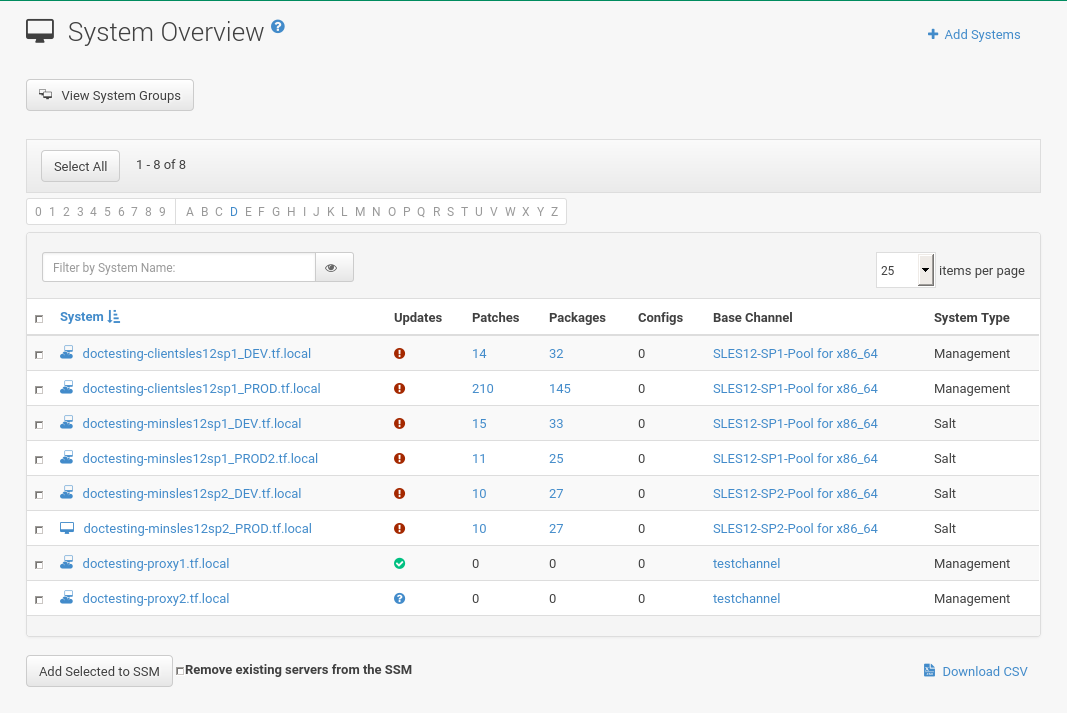 System Overview ?
+ Add Systems
View System Groups
Select All 1 - 8 of 8
0 1 2 3 4 5 6 7 8 9 A B C D E F G H I J K L M N O P Q R S T U V W X Y Z
Filter by System Name: 25 items per page
System Updates Patches Packages Configs Base Channel System Type
doctesting-clientsles12sp1_DEV.tf.local ! 14 32 0 SLES12-SP1-Pool for x86_64 Management
doctesting-clientsles12sp1_PROD.tf.local ! 210 145 0 SLES12-SP1-Pool for x86_64 Management
doctesting-minsles12sp1_DEV.tf.local ! 15 33 0 SLES12-SP1-Pool for x86_64 Salt
doctesting-minsles12sp1_PROD2.tf.local ! 11 25 0 SLES12-SP1-Pool for x86_64 Salt
doctesting-minsles12sp2_DEV.tf.local ! 10 27 0 SLES12-SP2-Pool for x86_64 Salt
doctesting-minsles12sp2_PROD.tf.local ! 10 27 0 SLES12-SP2-Pool for x86_64 Salt
doctesting-proxy1.tf.local 0 0 0 testchannel Management
doctesting-proxy2.tf.local ? 0 0 0 testchannel Management
Add Selected to SSM Remove existing servers from the SSM Download CSV